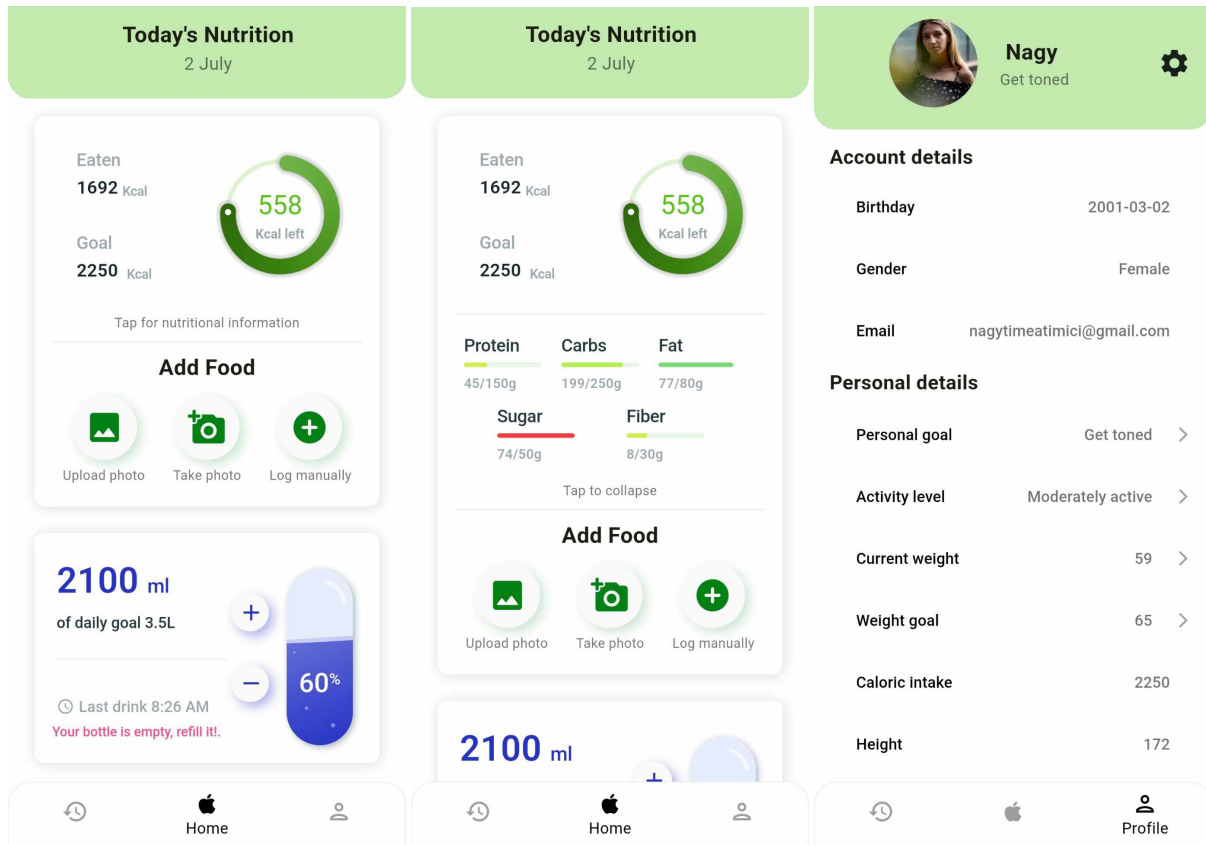 Today's Nutrition
2 July
Eaten
1692 Kcal
558
Kcal left
Goal
2250 Kcal
Tap for nutritional information
Add Food
Upload photo
Take photo
Log manually
2100 ml
of daily goal 3.5L
+
−
60%
Last drink 8:26 AM
Your bottle is empty, refill it!.
Home
Today's Nutrition
2 July
Eaten
1692 Kcal
558
Kcal left
Goal
2250 Kcal
Protein
45/150g
Carbs
199/250g
Fat
77/80g
Sugar
74/50g
Fiber
8/30g
Tap to collapse
Add Food
Upload photo
Take photo
Log manually
2100 ml
+
Home
Nagy
Get toned
Account details
Birthday 2001-03-02
Gender Female
Email nagytimeatimici@gmail.com
Personal details
Personal goal Get toned
Activity level Moderately active
Current weight 59
Weight goal 65
Caloric intake 2250
Height 172
Profile